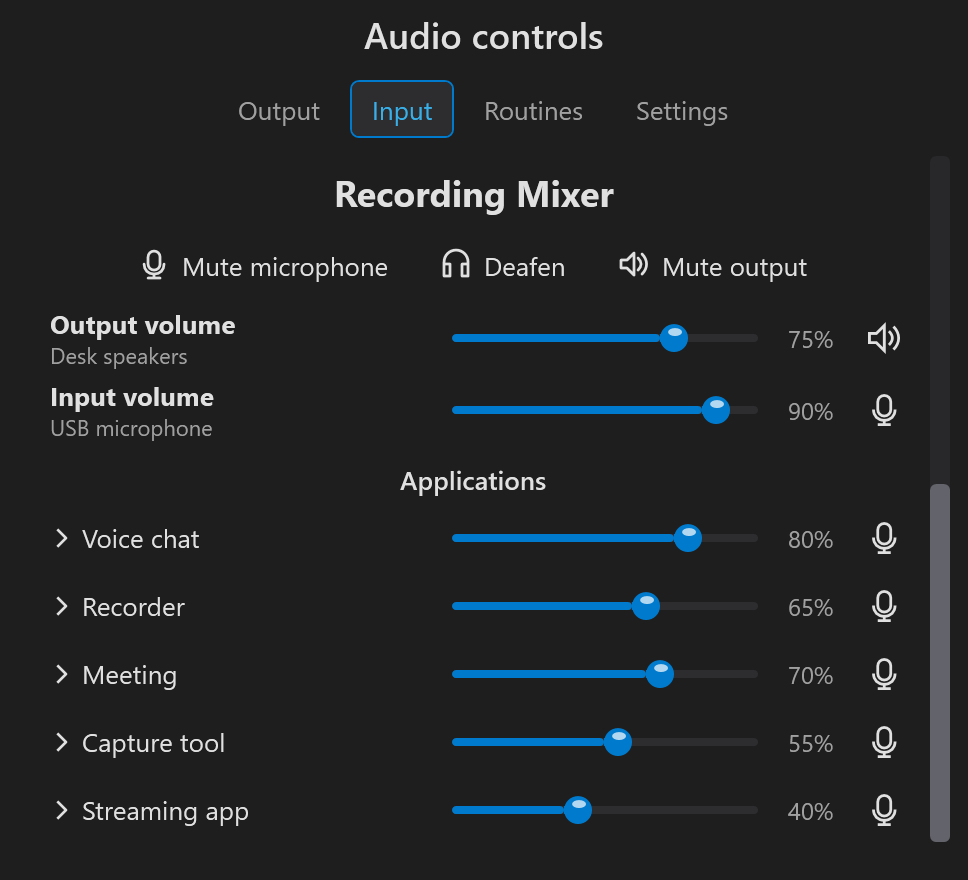 Audio controls
Output Input Routines Settings
Recording Mixer
Mute microphone Deafen Mute output
Output volume
Desk speakers
75%
Input volume
USB microphone
90%
Applications
Voice chat 80%
Recorder 65%
Meeting 70%
Capture tool 55%
Streaming app 40%